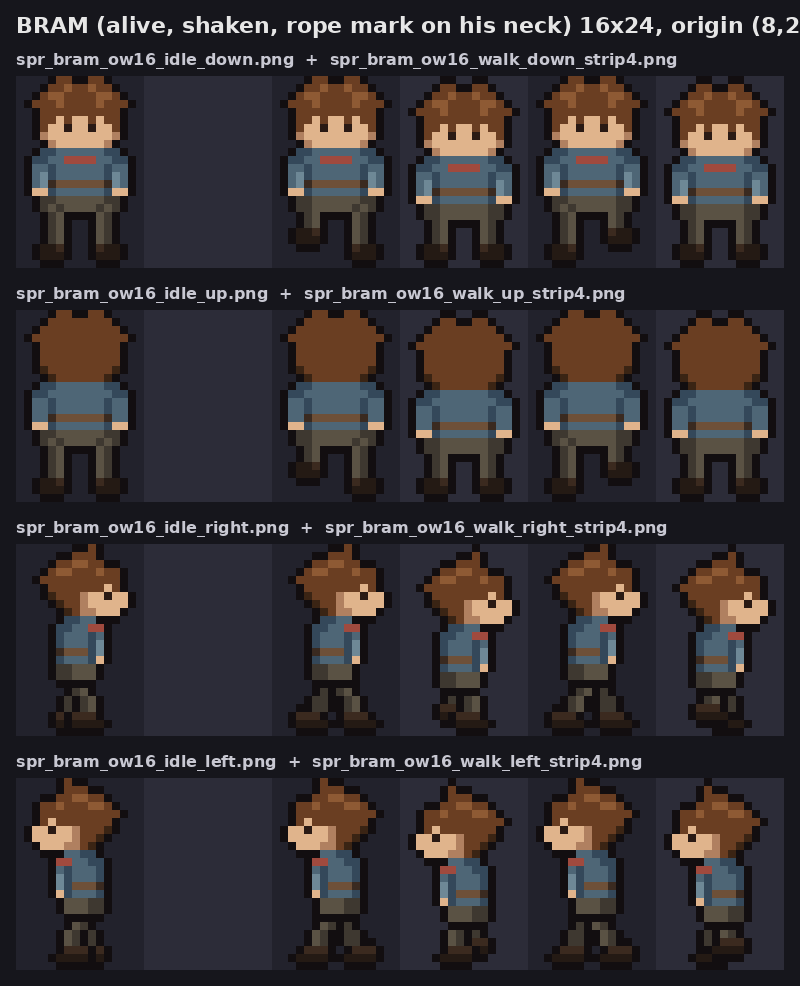 BRAM (alive, shaken, rope mark on his neck) 16x24, origin (8,2
spr_bram_ow16_idle_down.png + spr_bram_ow16_walk_down_strip4.png
spr_bram_ow16_idle_up.png + spr_bram_ow16_walk_up_strip4.png
spr_bram_ow16_idle_right.png + spr_bram_ow16_walk_right_strip4.png
spr_bram_ow16_idle_left.png + spr_bram_ow16_walk_left_strip4.png